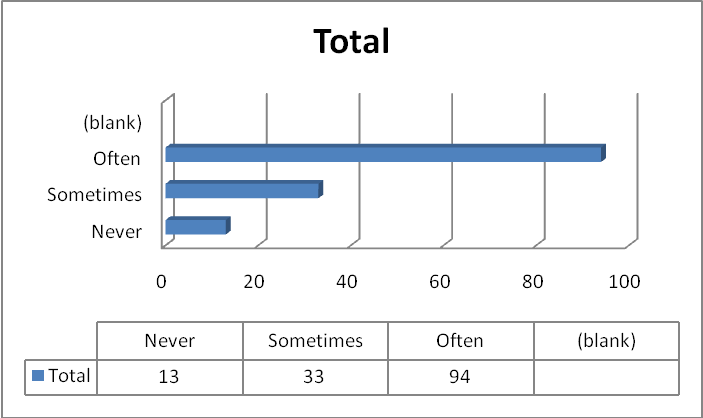 Total
(blank)
Often
Sometimes
Never
0 20 40 60 80 100
Never Sometimes Often (blank)
Total 13 33 94